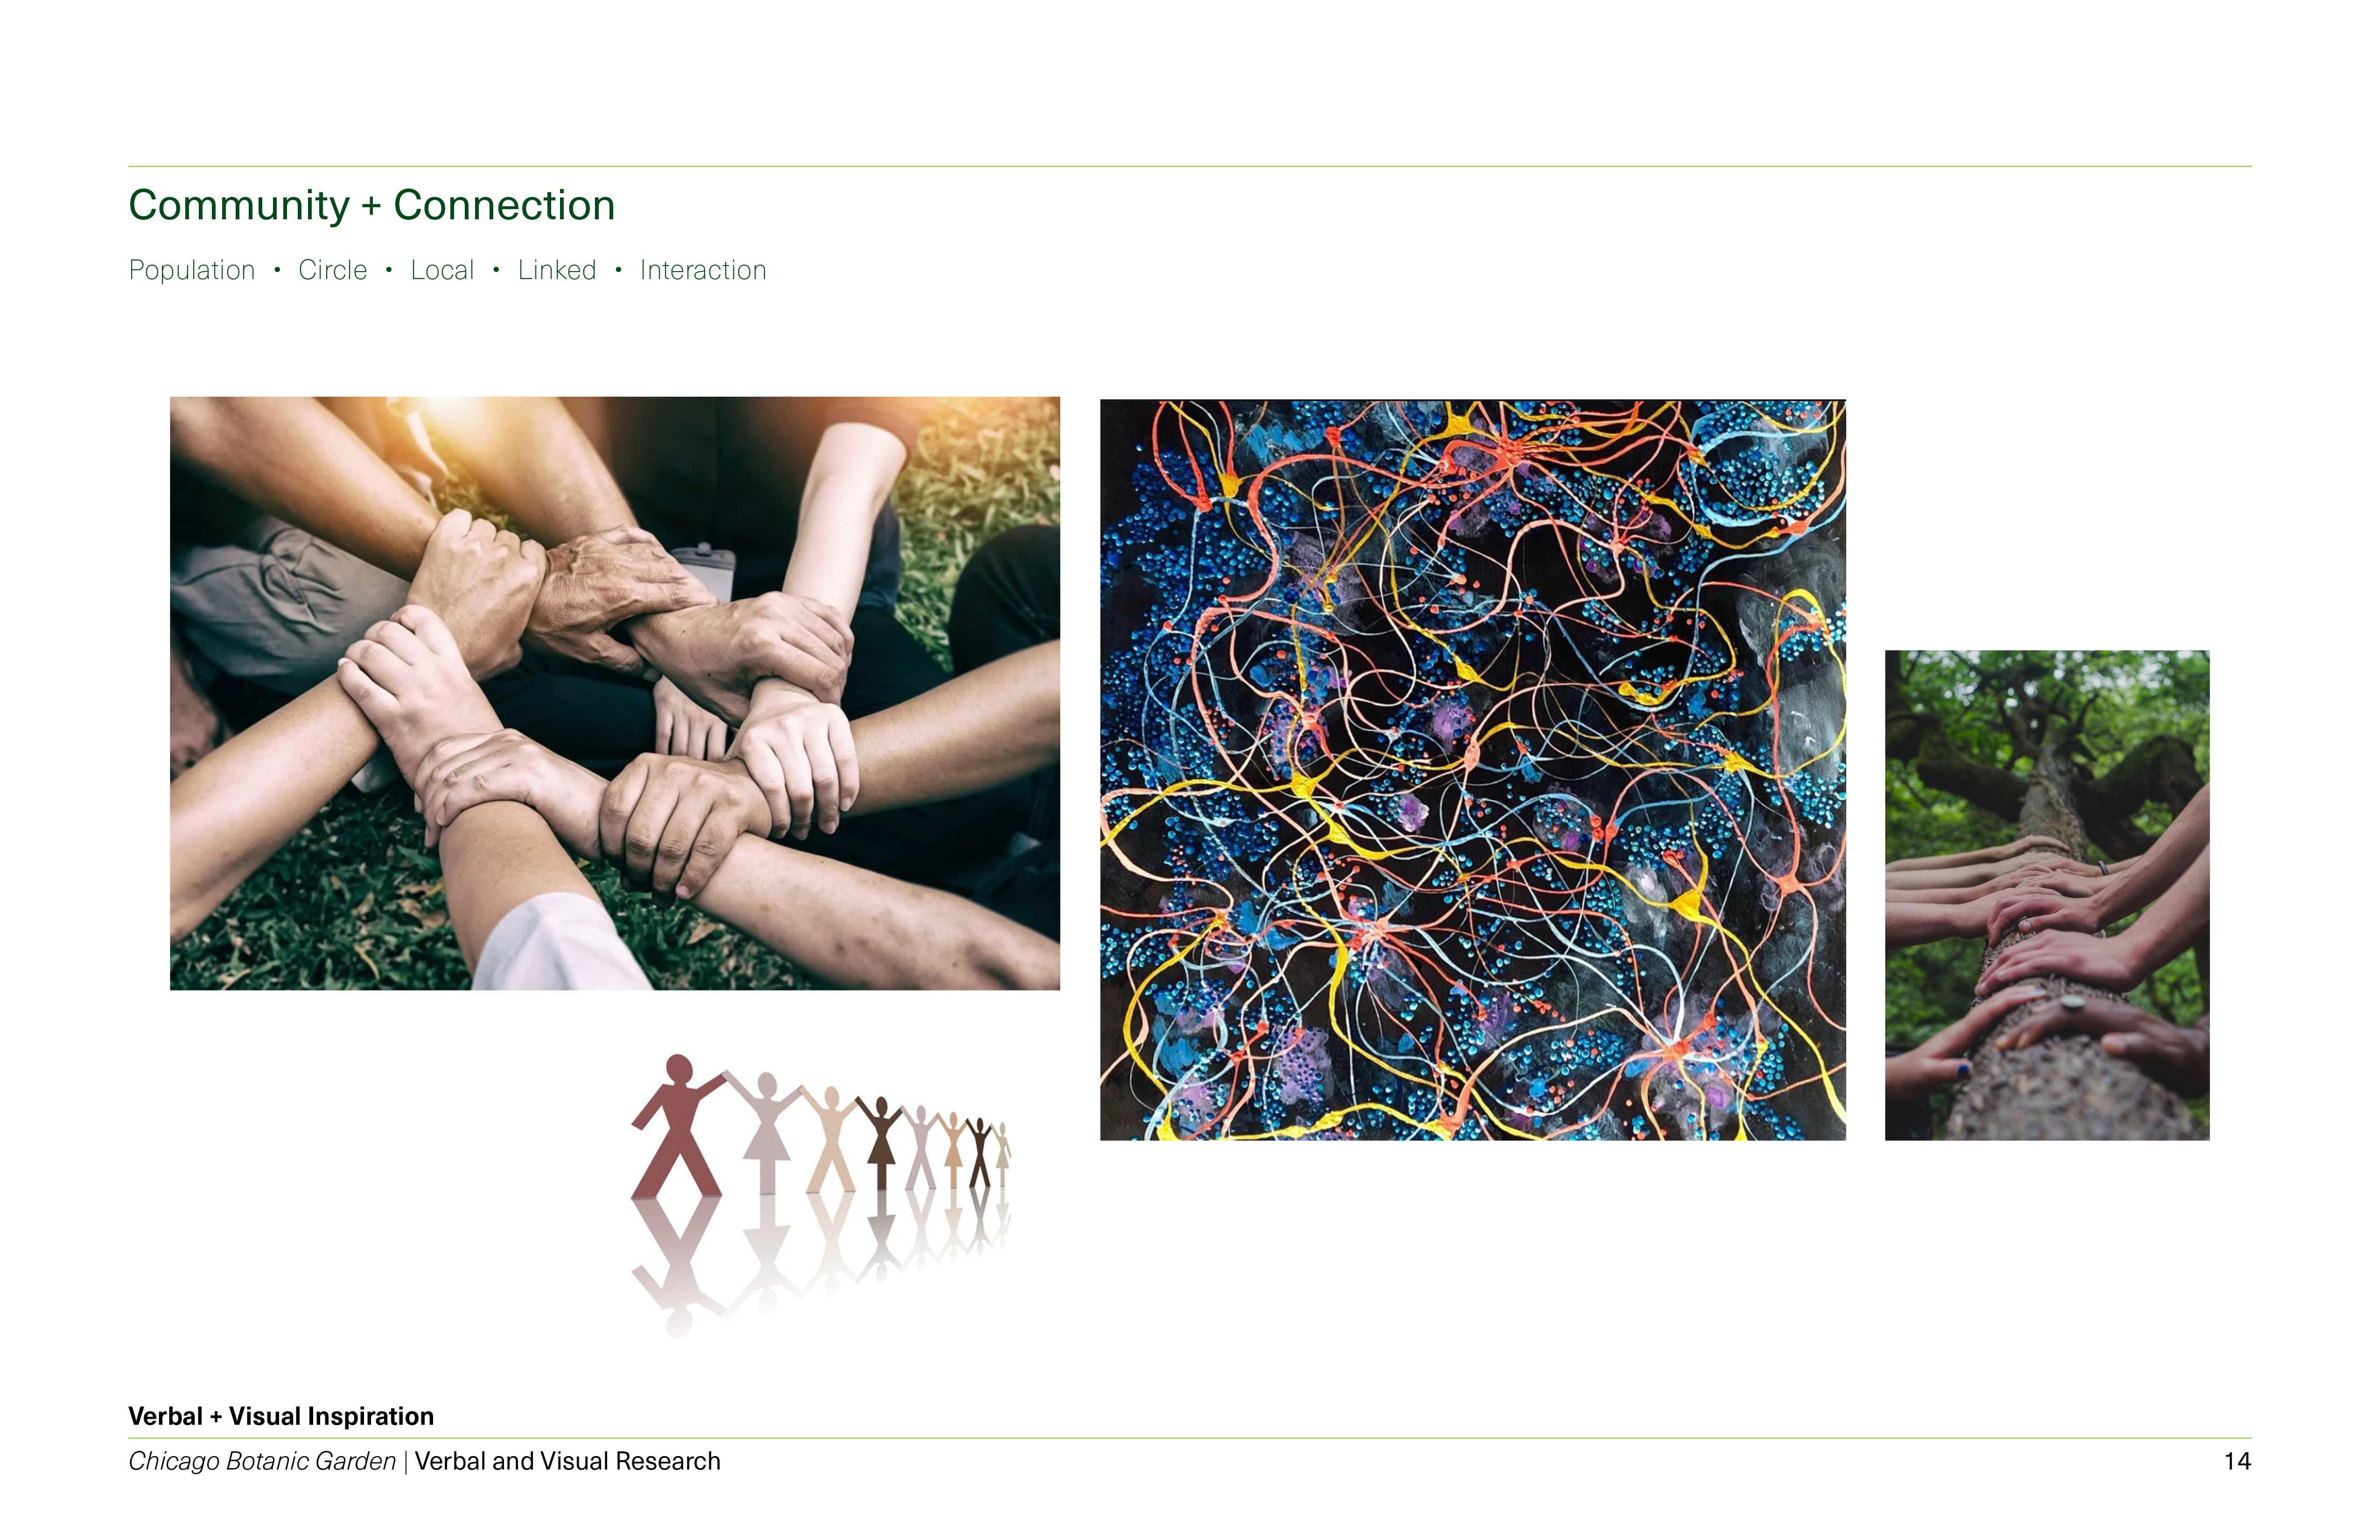 Community + Connection
Population • Circle • Local • Linked • Interaction
Verbal + Visual Inspiration
Chicago Botanic Garden | Verbal and Visual Research
14